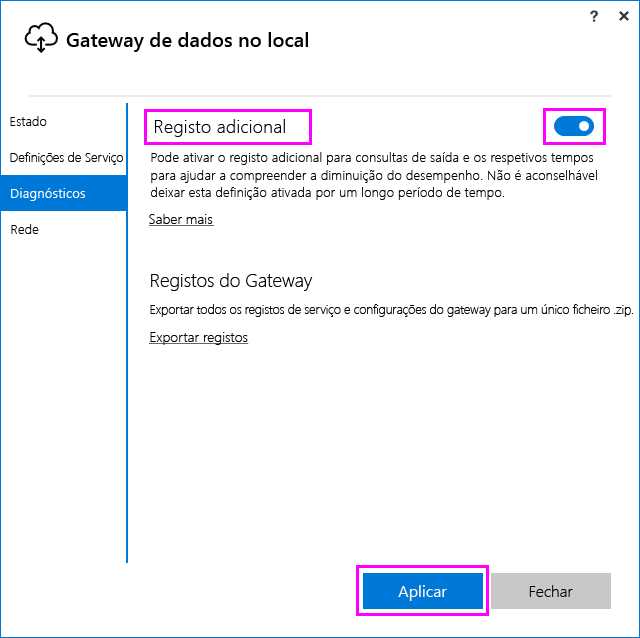 ?
Gateway de dados no local
Estado
Definições de Serviço
Diagnósticos
Rede
Registo adicional
Pode ativar o registo adicional para consultas de saída e os respetivos tempos
para ajudar a compreender a diminuição do desempenho. Não é aconselhável
deixar esta definição ativada por um longo período de tempo.
Saber mais
Registos do Gateway
Exportar todos os registos de serviço e configurações do gateway para um único ficheiro .zip.
Exportar registos
Aplicar
Fechar